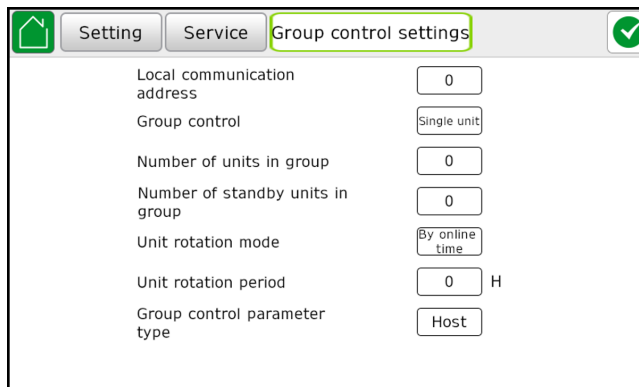 Setting Service Group control settings
Local communication
address 0
Group control Single unit
Number of units in group 0
Number of standby units in
group 0
Unit rotation mode By online
time
Unit rotation period 0 H
Group control parameter
type Host